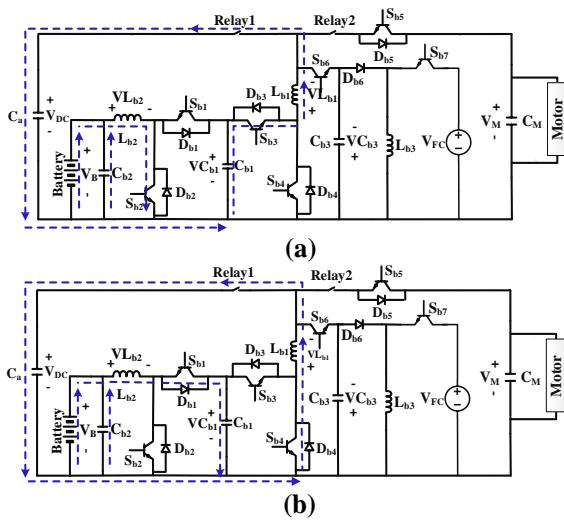 Relay1 Relay2 Sb5
Db5
Sb6 Sb7
Db6
Ca + VDC - + VLb2 - Sb1 Db3 Lb1 - VLb1 +
Lb2 Db1 Sb3
Battery + VB - Cb2 Sb2 Db2 + VCb1 - Cb1 Sb4 Db4
Cb3 - VCb3 + Lb3 VFC + VM - CM Motor
(a)
Relay1 Relay2 Sb5
Db5
Sb6 Sb7
Db6
Ca + VDC - + VLb2 - Sb1 Db3 Lb1 - VLb1 +
Lb2 Db1 Sb3
Battery + VB - Cb2 Sb2 Db2 + VCb1 - Cb1 Sb4 Db4
Cb3 - VCb3 + Lb3 VFC + VM - CM Motor
(b)